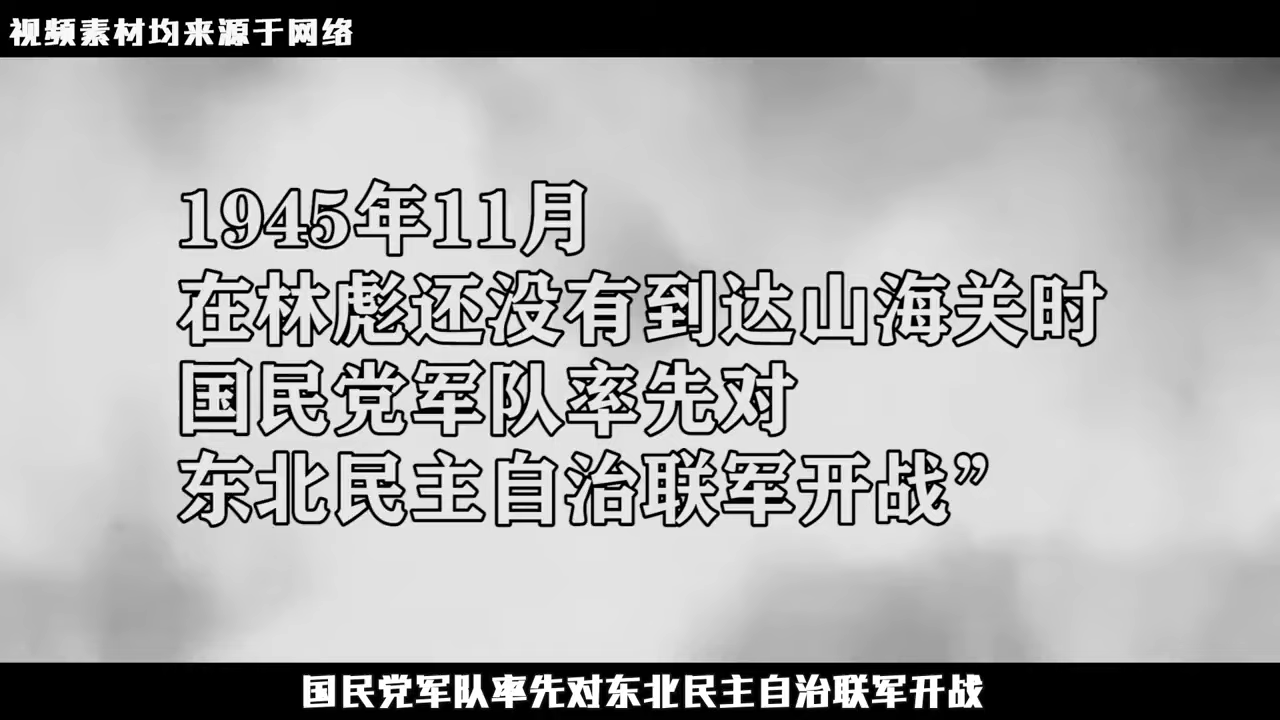 视频素材均来源于网络
1945年11月
在林彪还没有到达山海关时
国民党军队率先对
东北民主自治联军开战”
国民党军队率先对东北民主自治联军开战